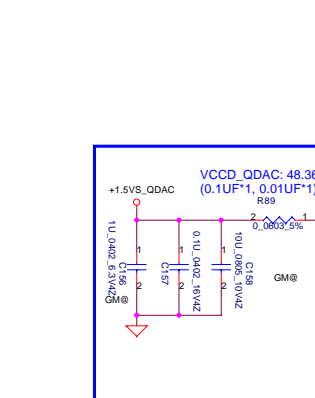 VCCD_QDAC: 48.36
(0.1UF*1, 0.01UF*1)
+1.5VS_QDAC
R89
2
1
0_0603_5%
1U_0402_6.3V4Z
1
C156
2
GM@
0.1U_0402_16V4Z
1
C157
2
10U_0805_10V4Z
1
C158
2
GM@